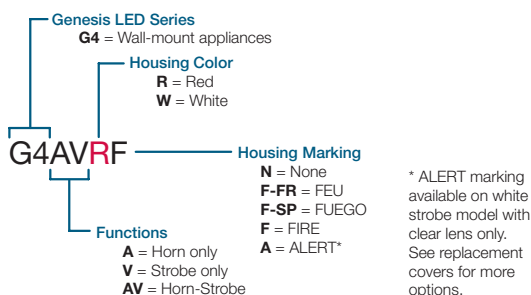 Genesis LED Series
G4 = Wall-mount appliances
Housing Color
R = Red
W = White
G4AVRF
Housing Marking
N = None
F-FR = FEU
F-SP = FUEGO
F = FIRE
A = ALERT*
Functions
A = Horn only
V = Strobe only
AV = Horn-Strobe
* ALERT marking
available on white
strobe model with
clear lens only.
See replacement
covers for more
options.